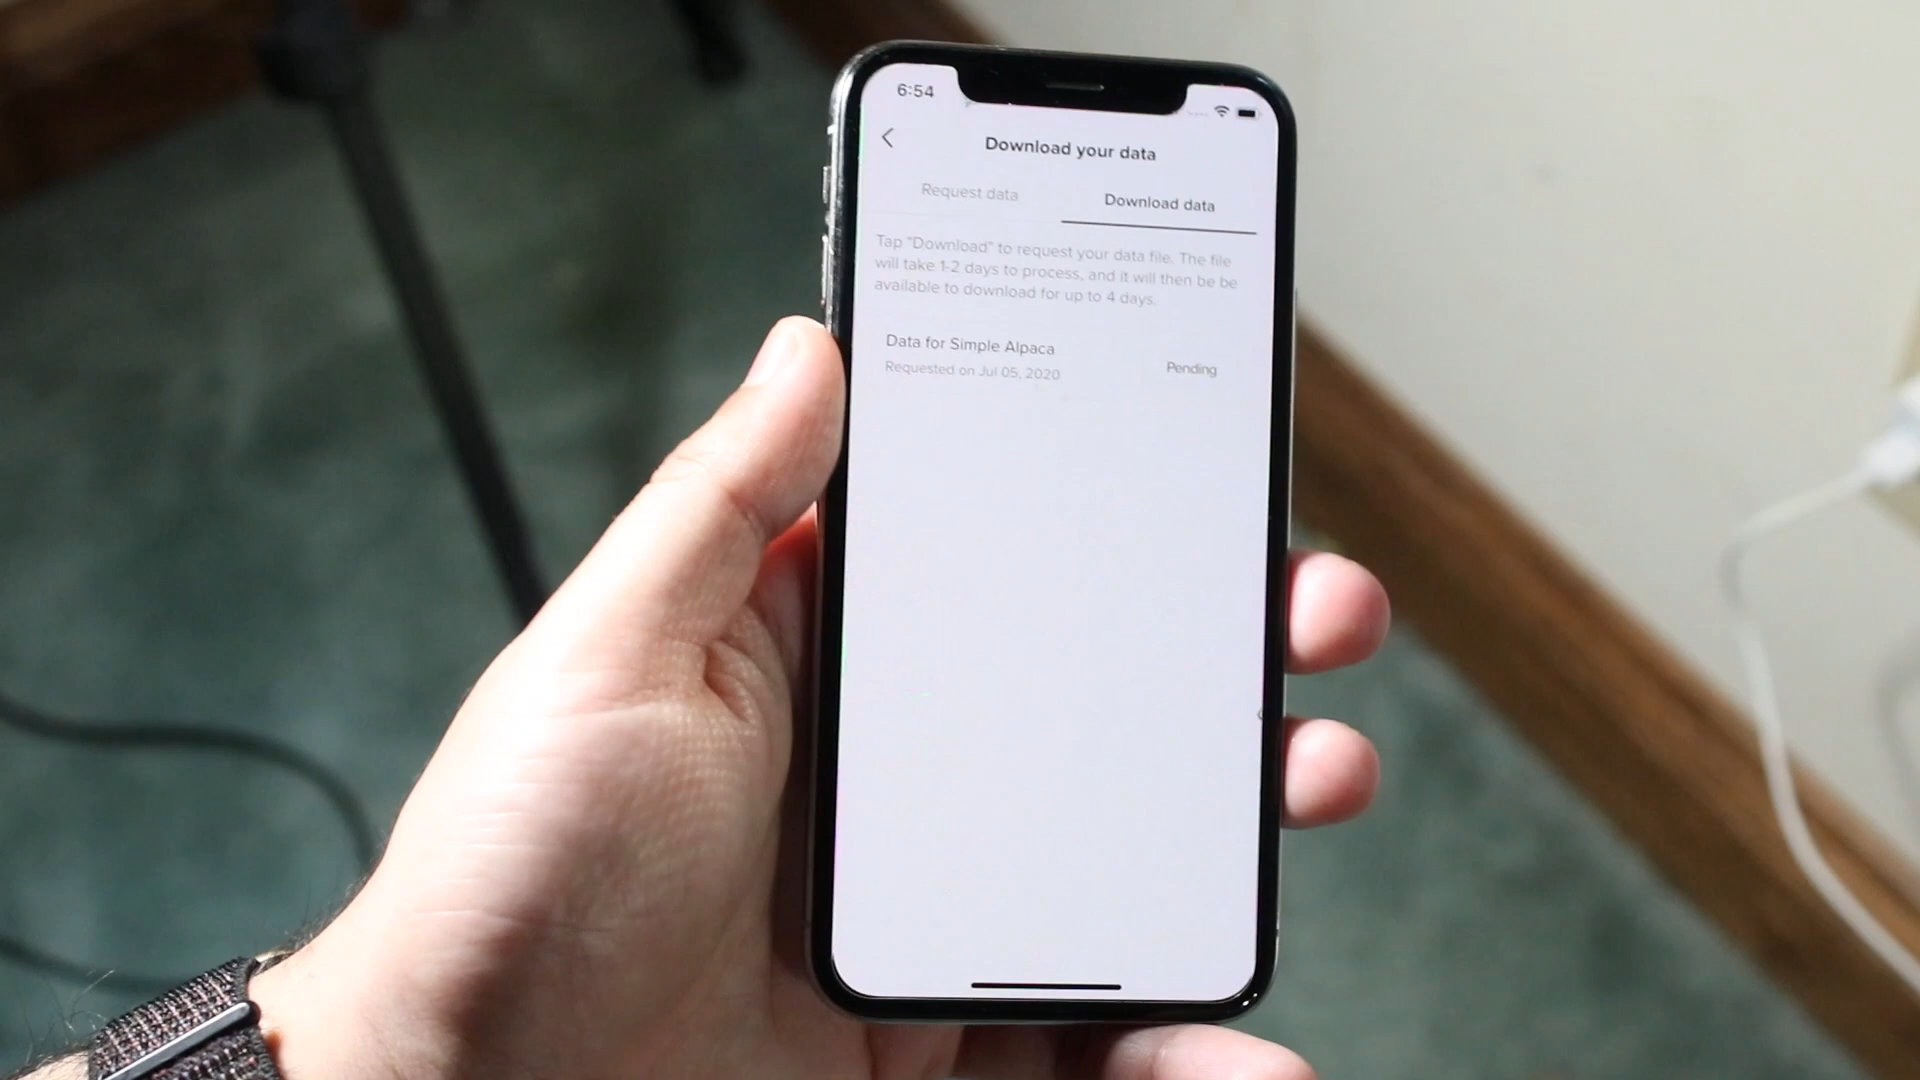 6:54
Download your data
Request data
Download data
Tap "Download" to request your data file. The file
will take 1-2 days to process, and it will then be be
available to download for up to 4 days.
Data for Simple Alpaca
Requested on Jul 05, 2020
Pending